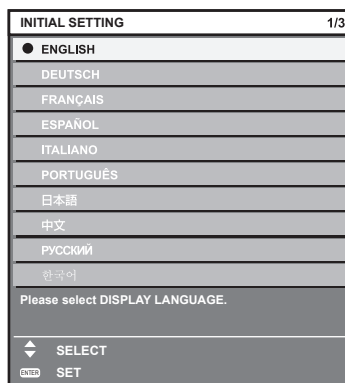 INITIAL SETTING 1/3
ENGLISH
DEUTSCH
FRANÇAIS
ESPAÑOL
ITALIANO
PORTUGUÊS
日本語
中文
РУССКИЙ
한국어
Please select DISPLAY LANGUAGE.
SELECT
ENTER SET